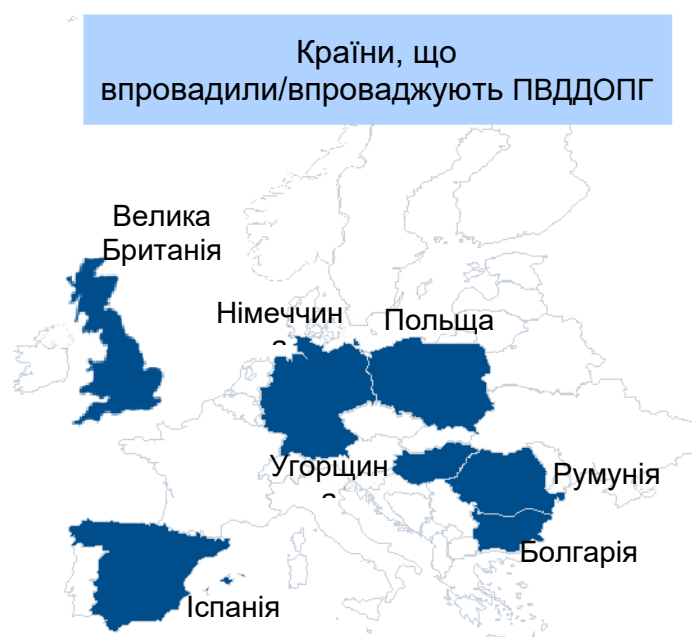 Країни, що
впровадили/впроваджують ПВДДОПГ
Велика
Британія
Німеччин
Польща
Угорщин
Румунія
Болгарія
Іспанія